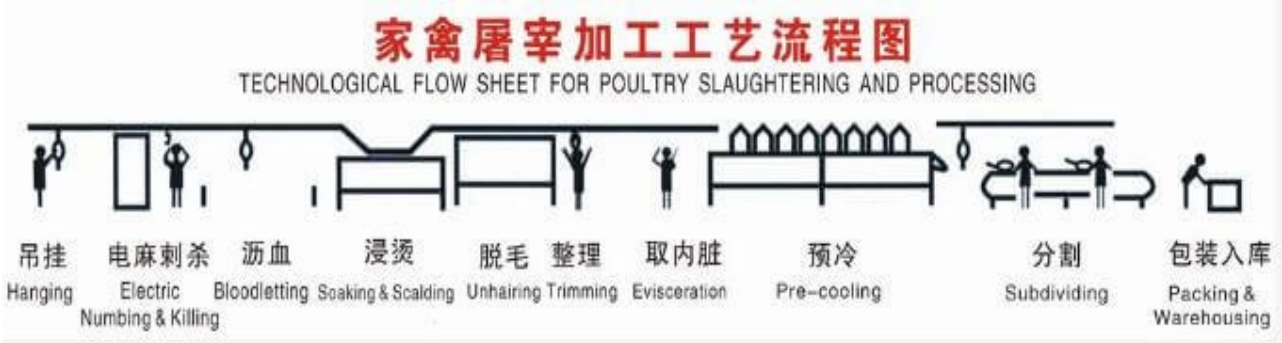 家禽屠宰加工工艺流程图
TECHNOLOGICAL FLOW SHEET FOR POULTRY SLAUGHTERING AND PROCESSING
吊挂
Hanging
电麻刺杀
Electric
Numbing & Killing
沥血
Bloodletting
浸烫
Soaking & Scalding
脱毛
Unhairing
整理
Trimming
取内脏
Evisceration
预冷
Pre-cooling
分割
Subdividing
包装入库
Packing &
Warehousing